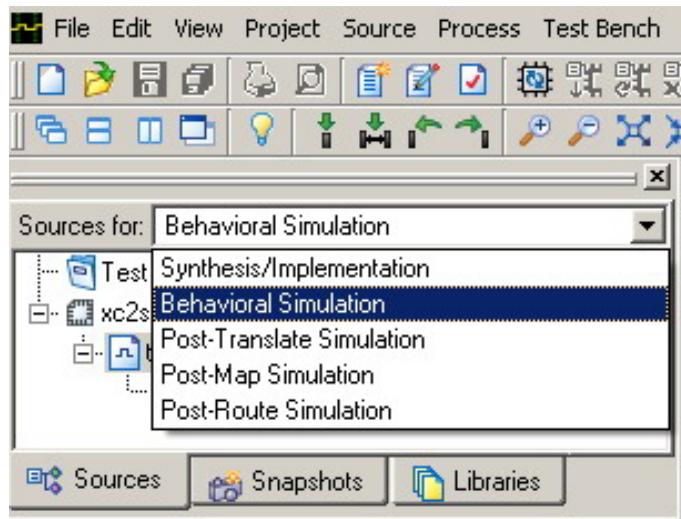 File Edit View Project Source Process Test Bench
Sources for: Behavioral Simulation
Test
Synthesis/Implementation
xc2s
Behavioral Simulation
Post-Translate Simulation
Post-Map Simulation
Post-Route Simulation
Sources Snapshots Libraries